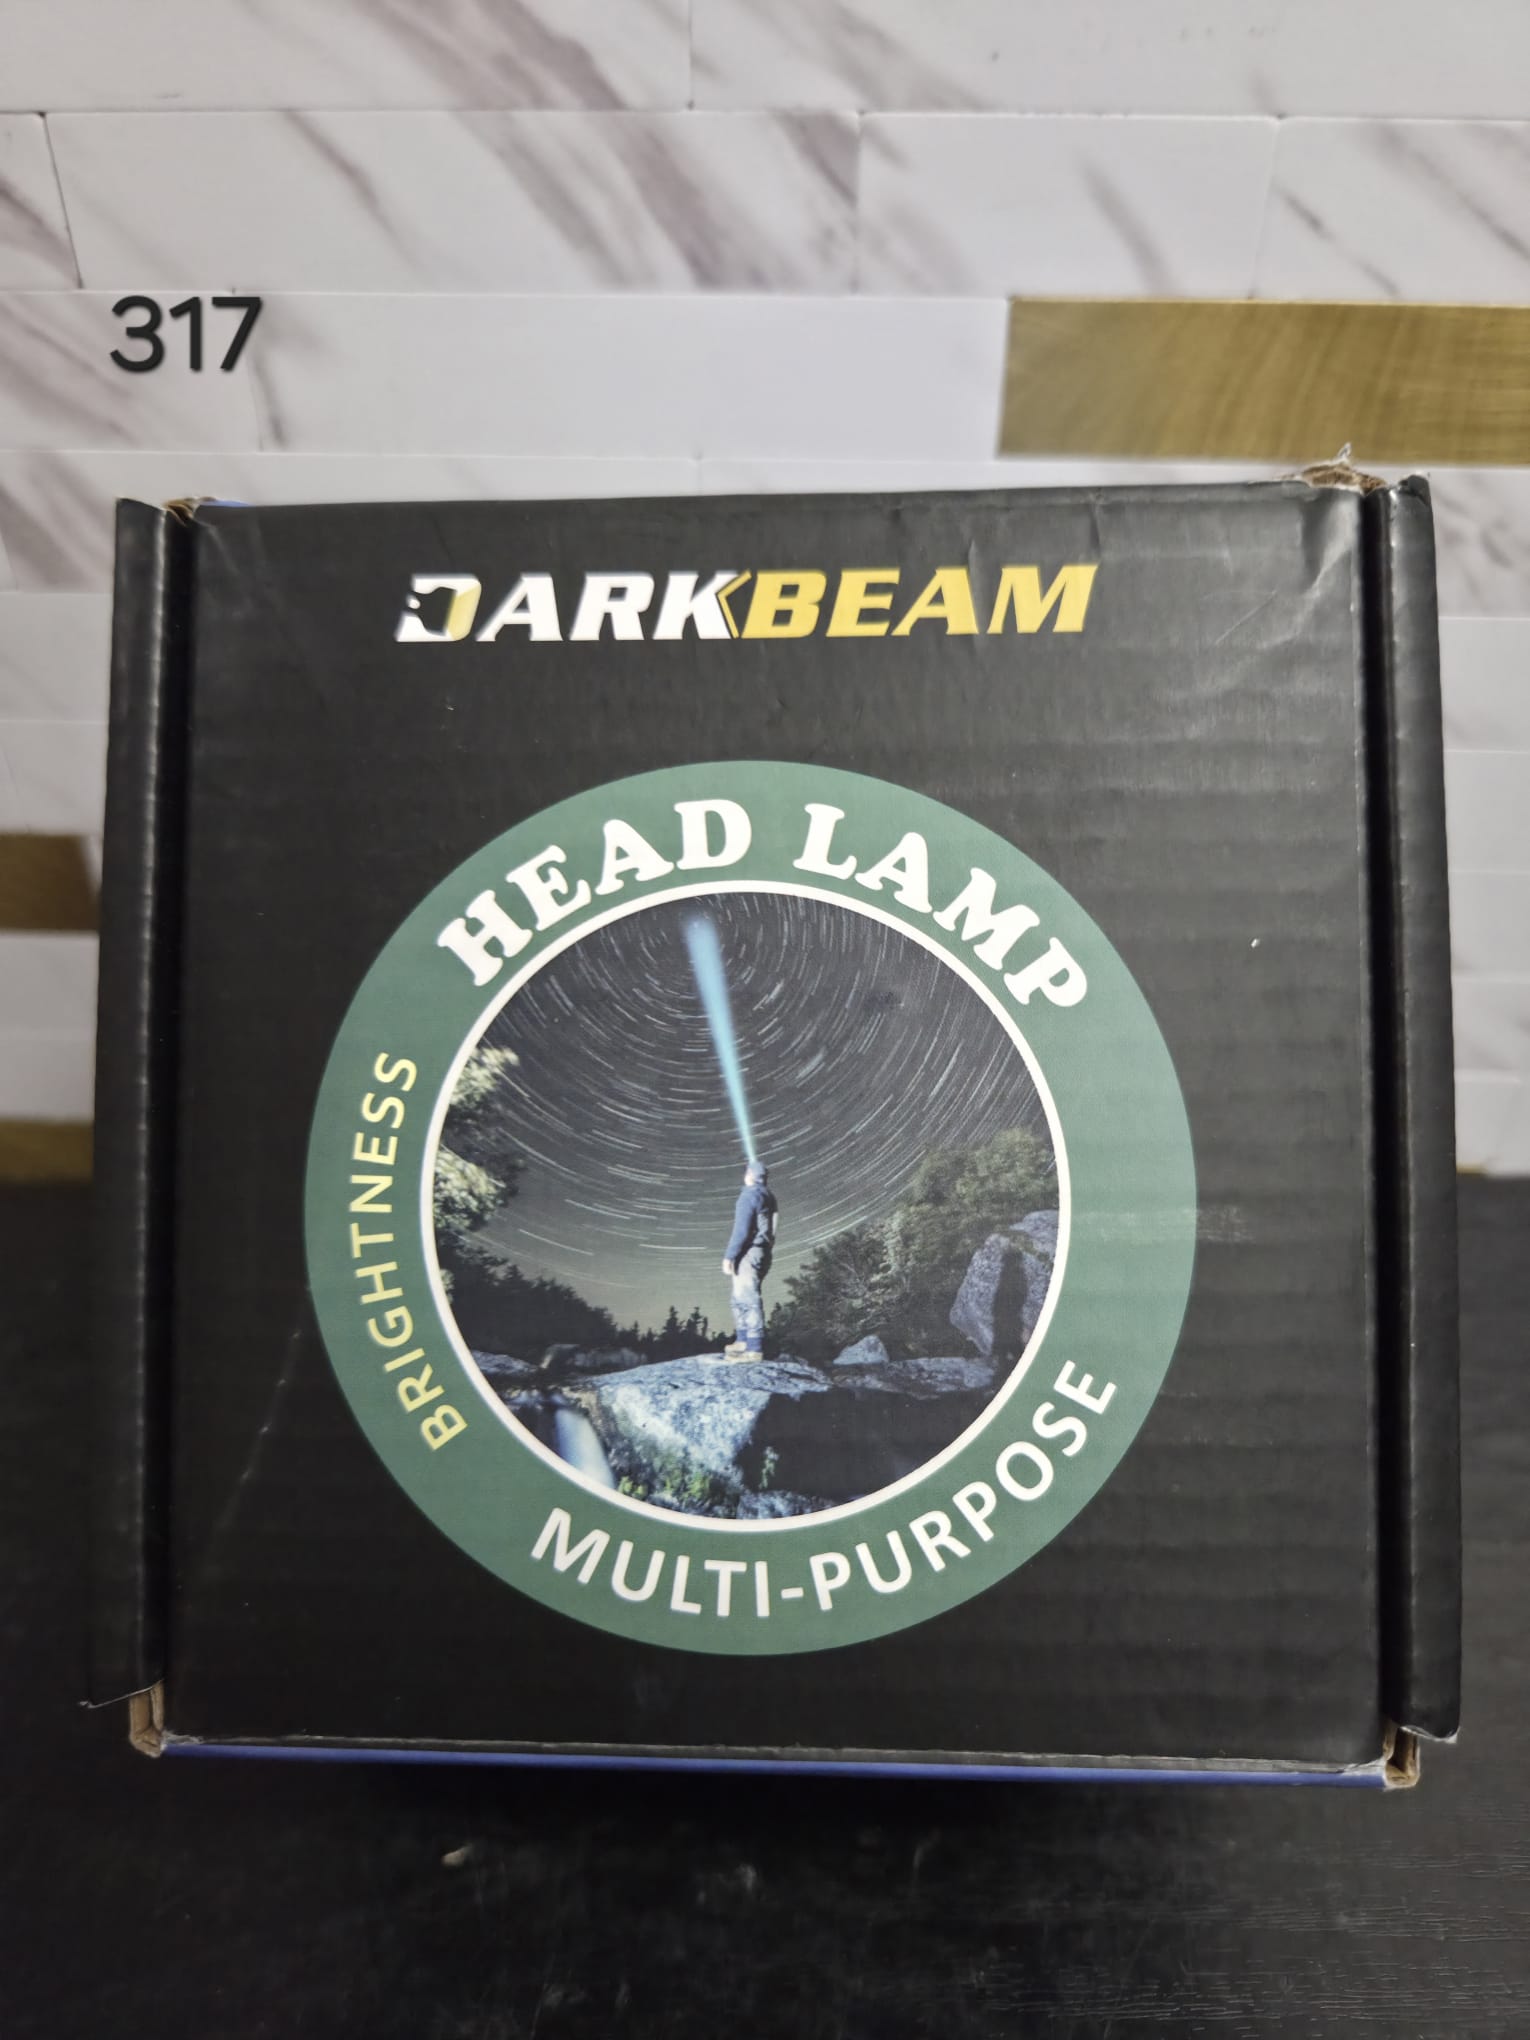 317
DARKBEAM
HEAD LAMP
BRIGHTNESS
MULTI-PURPOSE